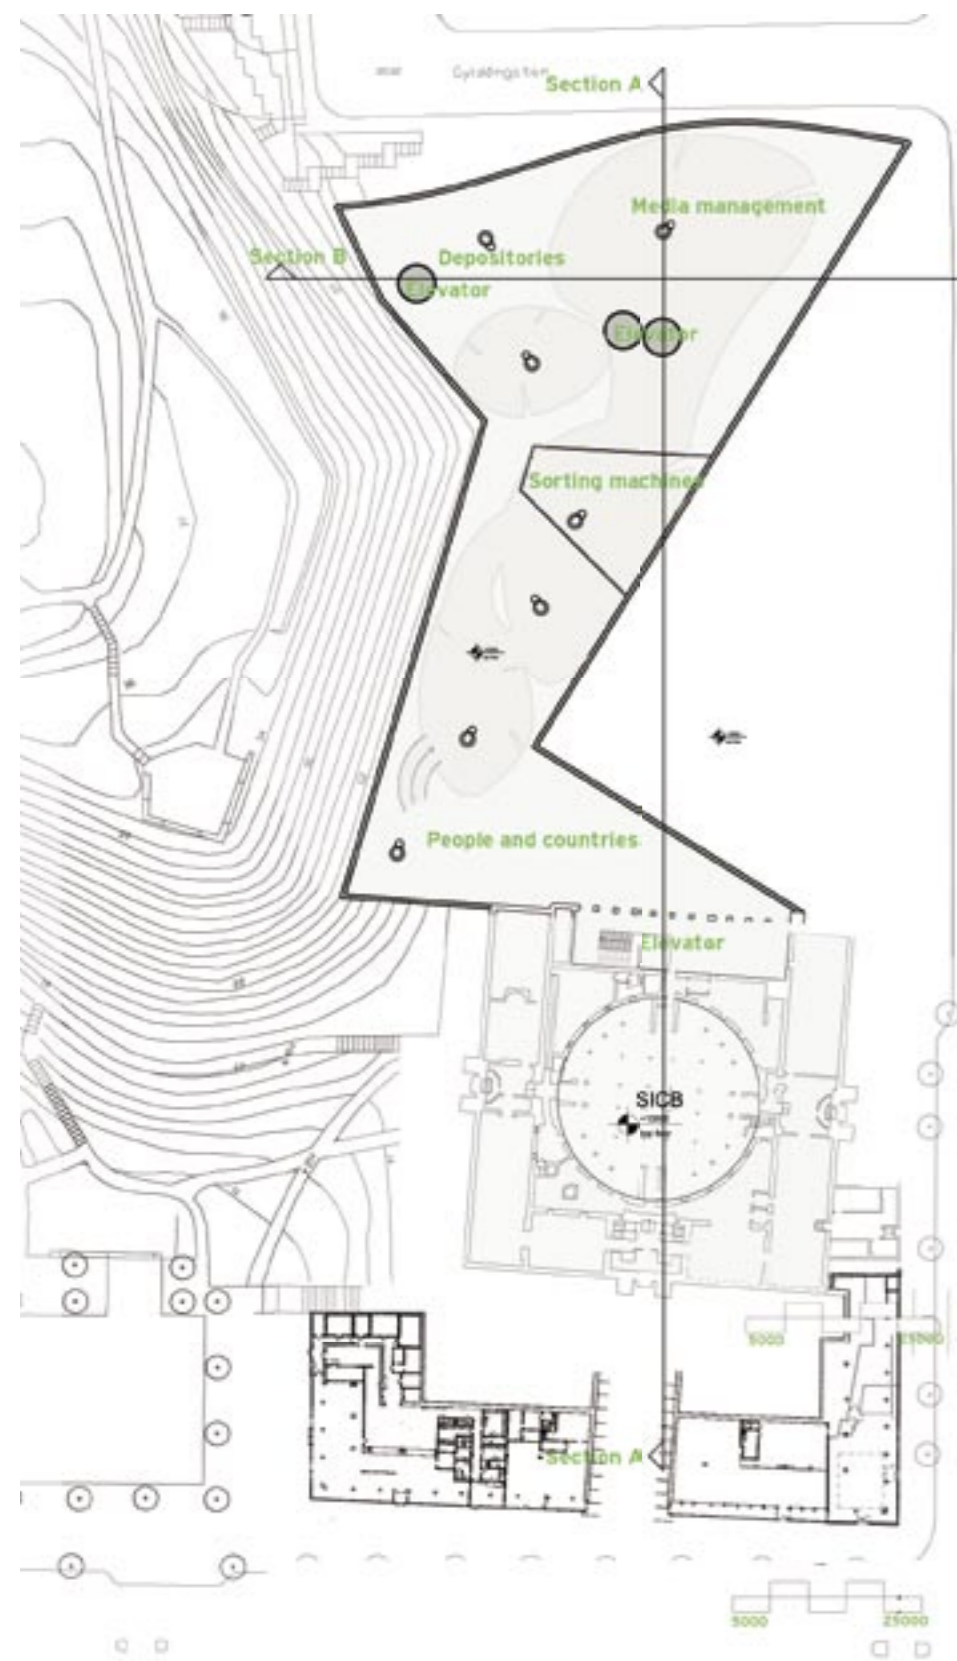 Section A
Media management
Section B
Depositories
Elevator
Elevator
Sorting machines
People and countries
Elevator
SICB
5000
25000
Section A
5000
25000